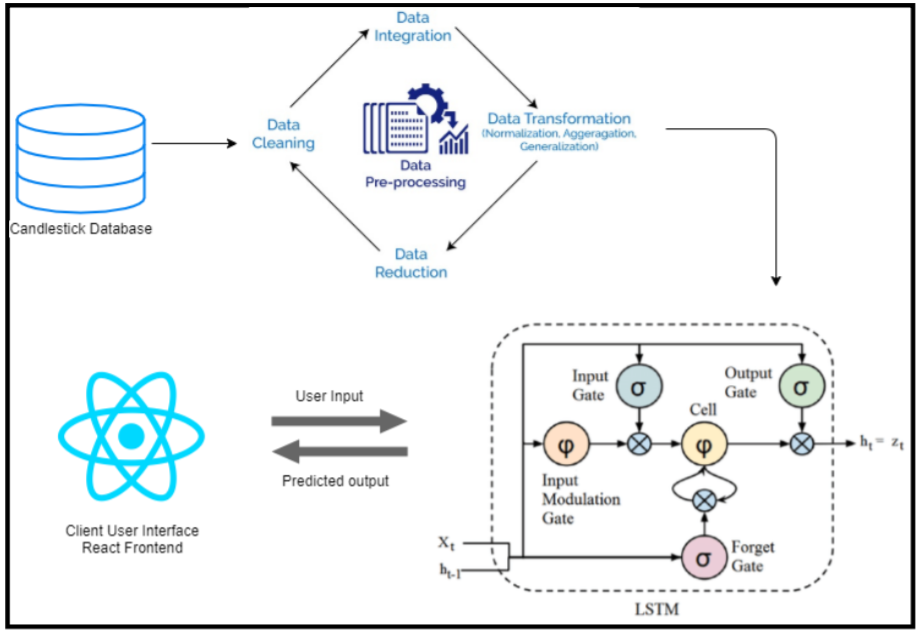 Data
Integration
Data
Cleaning
Data Transformation
(Normalization, Aggeragation,
Generalization)
Data
Pre-processing
Candlestick Database
Data
Reduction
User Input
Predicted output
Client User Interface
React Frontend
Input
Gate
σ
Output
Gate
σ
Cell
φ
φ
h_t = z_t
Input
Modulation
Gate
X_t
h_t-1
σ
Forget
Gate
LSTM